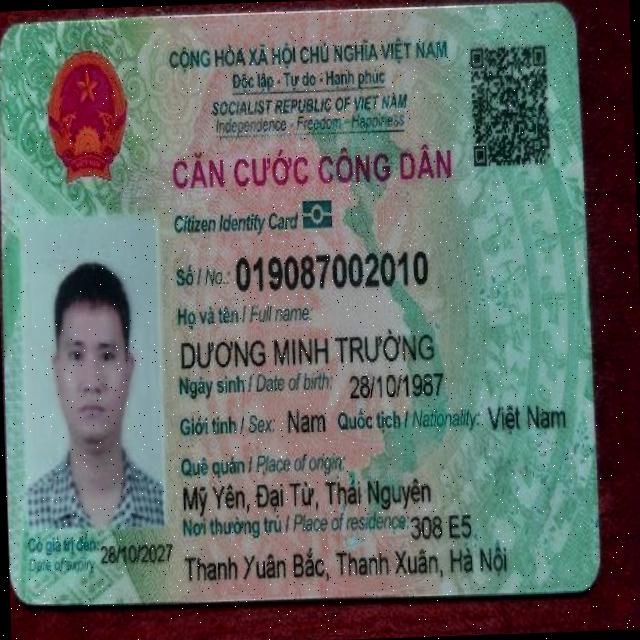 CỘNG HÒA XÃ HỘI CHỦ NGHĨA VIỆT NAM
Độc lập - Tự do - Hạnh phúc
SOCIALIST REPUBLIC OF VIET NAM
Independence - Freedom - Happiness
CĂN CƯỚC CÔNG DÂN
Citizen Identity Card
Số / No.: 019087002010
Họ và tên / Full name:
DƯƠNG MINH TRƯỜNG
Ngày sinh / Date of birth: 28/10/1987
Giới tính / Sex: Nam Quốc tịch / Nationality: Việt Nam
Quê quán / Place of origin:
Mỹ Yên, Đại Từ, Thái Nguyên
Nơi thường trú / Place of residence: 308 E5
Thanh Xuân Bắc, Thanh Xuân, Hà Nội
Có giá trị đến: 28/10/2027
Date of expiry